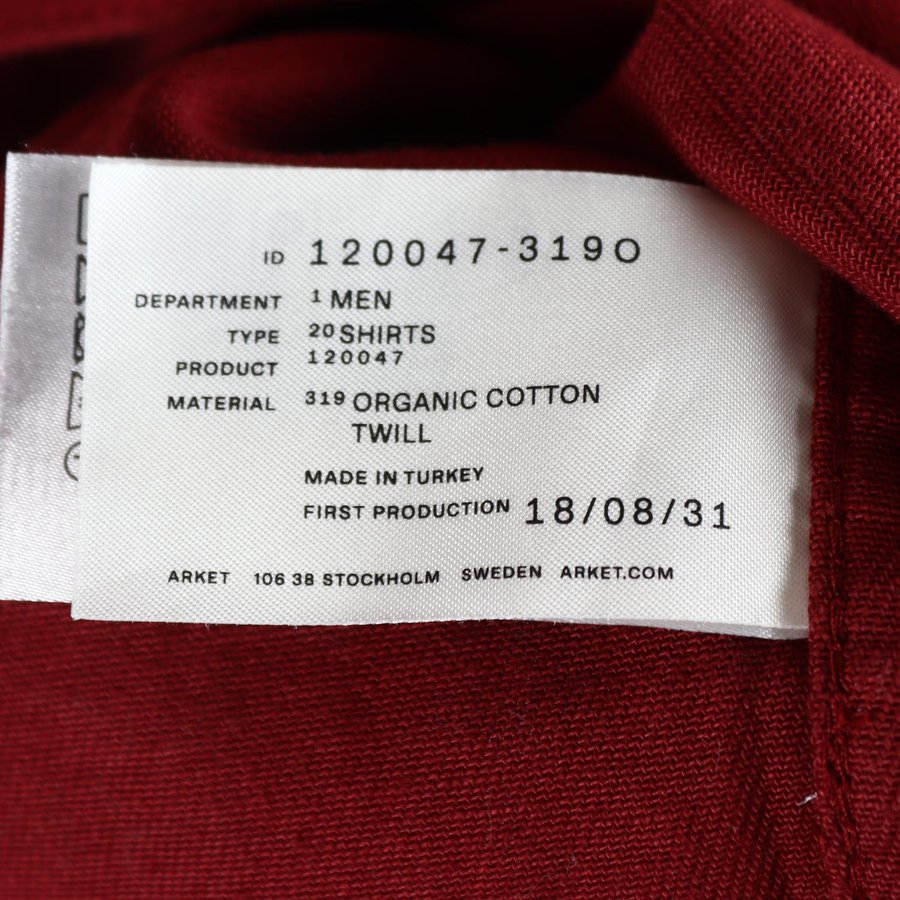 ID 120047-319O
DEPARTMENT 1 MEN
TYPE 20 SHIRTS
PRODUCT 120047
MATERIAL 319 ORGANIC COTTON
TWILL
MADE IN TURKEY
FIRST PRODUCTION 18/08/31
ARKET 106 38 STOCKHOLM SWEDEN ARKET.COM